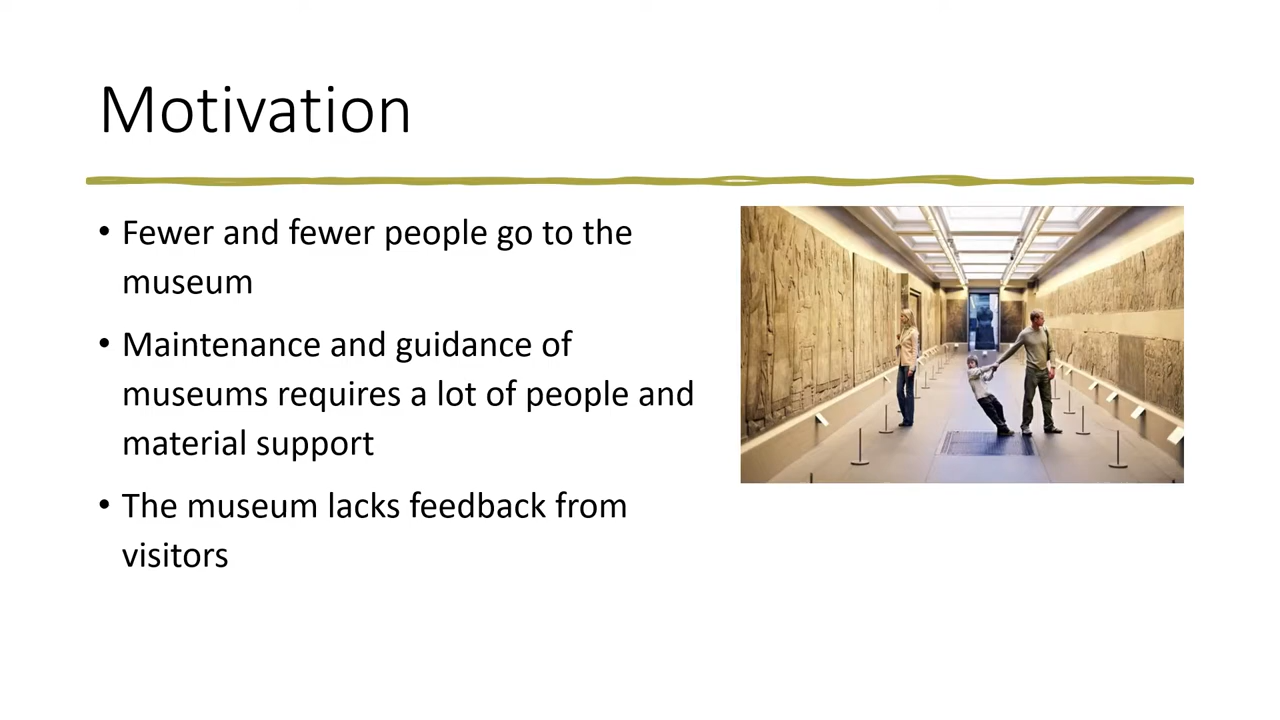 Motivation
• Fewer and fewer people go to the
museum
• Maintenance and guidance of
museums requires a lot of people and
material support
• The museum lacks feedback from
visitors